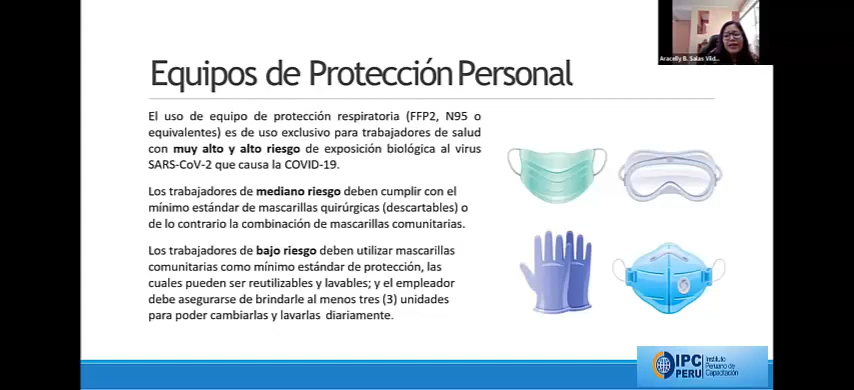 Aracelly B. Salas Vild...
Equipos de Protección Personal
El uso de equipo de protección respiratoria (FFP2, N95 o
equivalentes) es de uso exclusivo para trabajadores de salud
con muy alto y alto riesgo de exposición biológica al virus
SARS-CoV-2 que causa la COVID-19.
Los trabajadores de mediano riesgo deben cumplir con el
mínimo estándar de mascarillas quirúrgicas (descartables) o
de lo contrario la combinación de mascarillas comunitarias.
Los trabajadores de bajo riesgo deben utilizar mascarillas
comunitarias como mínimo estándar de protección, las
cuales pueden ser reutilizables y lavables; y el empleador
debe asegurarse de brindarle al menos tres (3) unidades
para poder cambiarlas y lavarlas diariamente.
IPC
PERU
Instituto
Peruano de
Capacitación